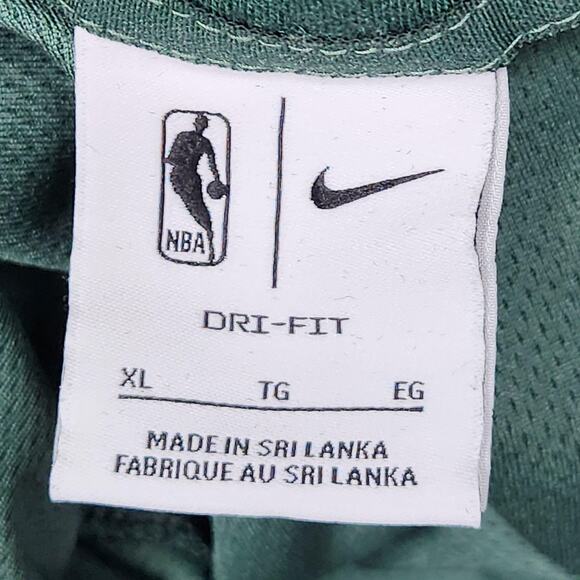 NBA
DRI-FIT
XL TG EG
MADE IN SRI LANKA
FABRIQUE AU SRI LANKA